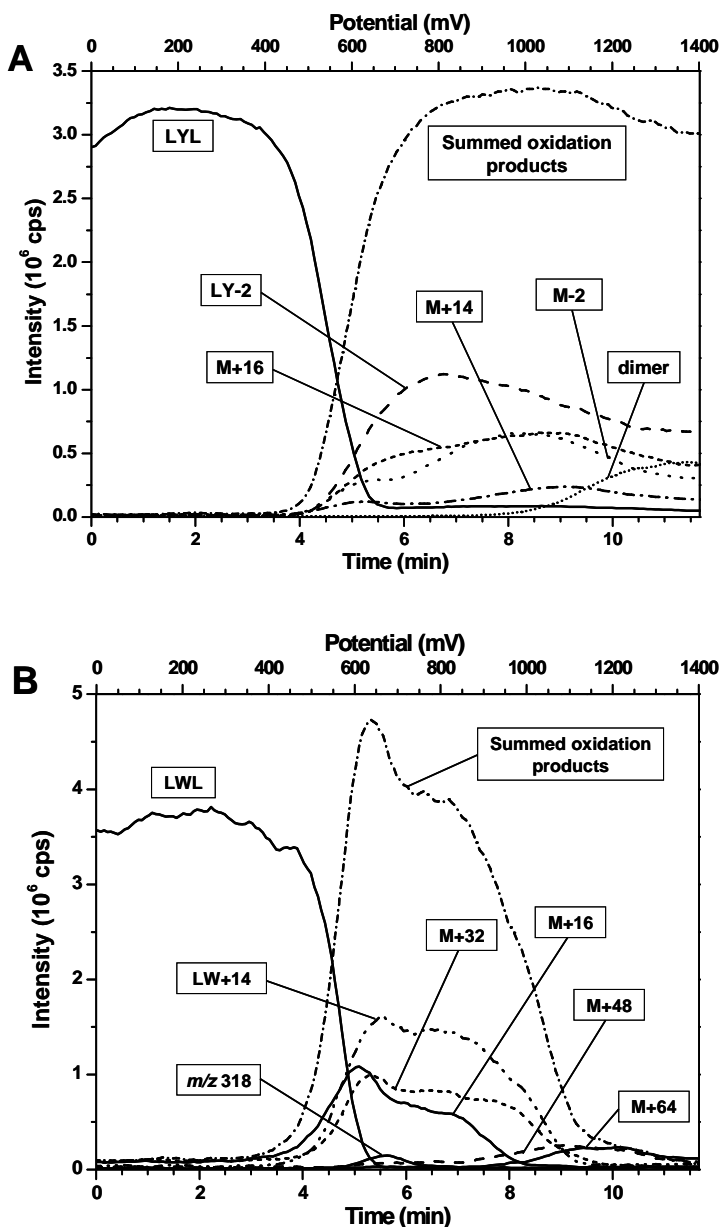 Potential (mV)
0 200 400 600 800 1000 1200 1400
A
3.5
3.0
2.5
2.0
1.5
1.0
0.5
0.0
Intensity (10⁶ cps)
LYL
Summed oxidation
products
LY-2
M+14
M-2
M+16
dimer
0 2 4 6 8 10
Time (min)
Potential (mV)
0 200 400 600 800 1000 1200 1400
B
5
4
3
2
1
0
Intensity (10⁶ cps)
LWL
Summed oxidation
products
M+32
M+16
LW+14
M+48
m/z 318
M+64
0 2 4 6 8 10
Time (min)